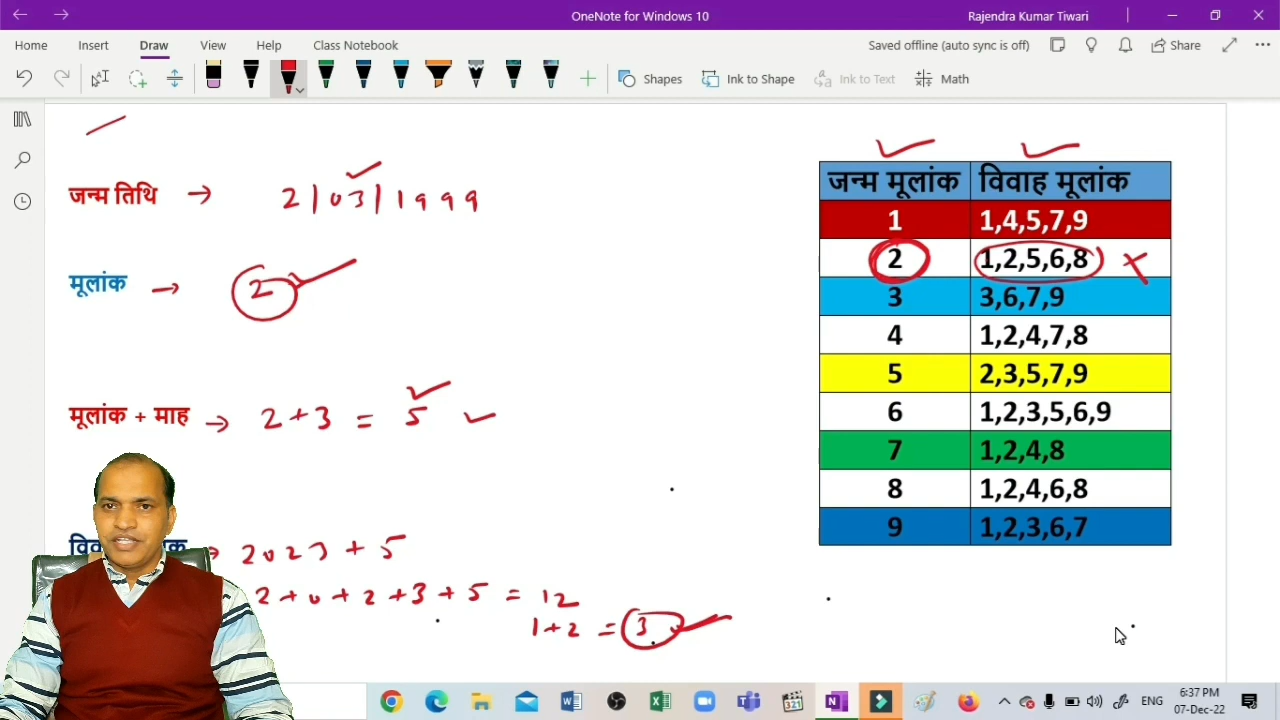 OneNote for Windows 10
Rajendra Kumar Tiwari
Home Insert Draw View Help Class Notebook
Saved offline (auto sync is off) Share
Shapes Ink to Shape Ink to Text Math
जन्म तिथि → 2|03|1999
मूलांक → 2
मूलांक + माह → 2+3 = 5
2023 + 5
2+0+2+3+5 = 12
1+2 = 3
जन्म मूलांक विवाह मूलांक
1 1,4,5,7,9
2 1,2,5,6,8
3 3,6,7,9
4 1,2,4,7,8
5 2,3,5,7,9
6 1,2,3,5,6,9
7 1,2,4,8
8 1,2,4,6,8
9 1,2,3,6,7
ENG 6:37 PM
07-Dec-22